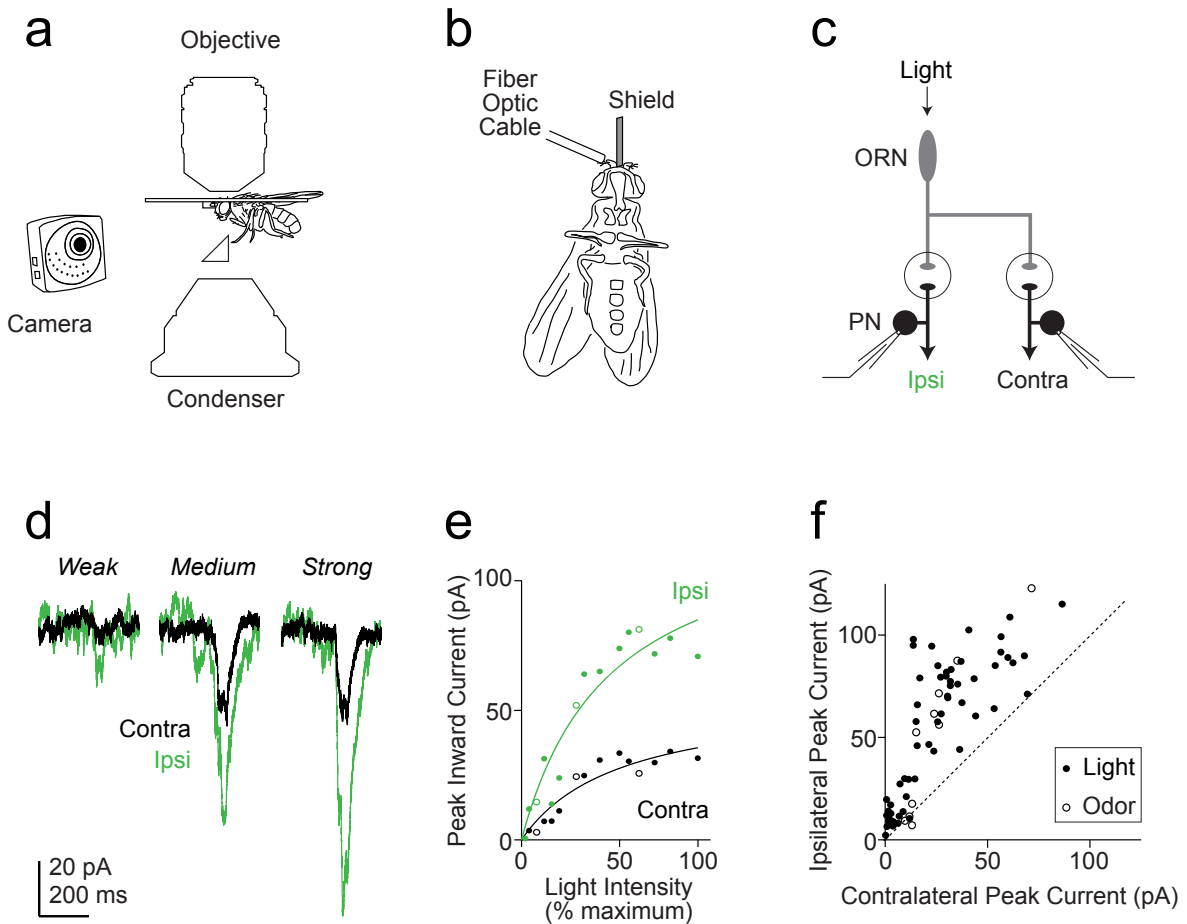 a
Objective
Camera
Condenser
b
Fiber
Optic
Cable
Shield
c
Light
ORN
PN
Ipsi
Contra
d
Weak
Medium
Strong
Contra
Ipsi
20 pA
200 ms
e
Peak Inward Current (pA)
100
50
0
Ipsi
Contra
0
50
100
Light Intensity
(% maximum)
f
Ipsilateral Peak Current (pA)
100
50
0
Light
Odor
0
50
100
Contralateral Peak Current (pA)